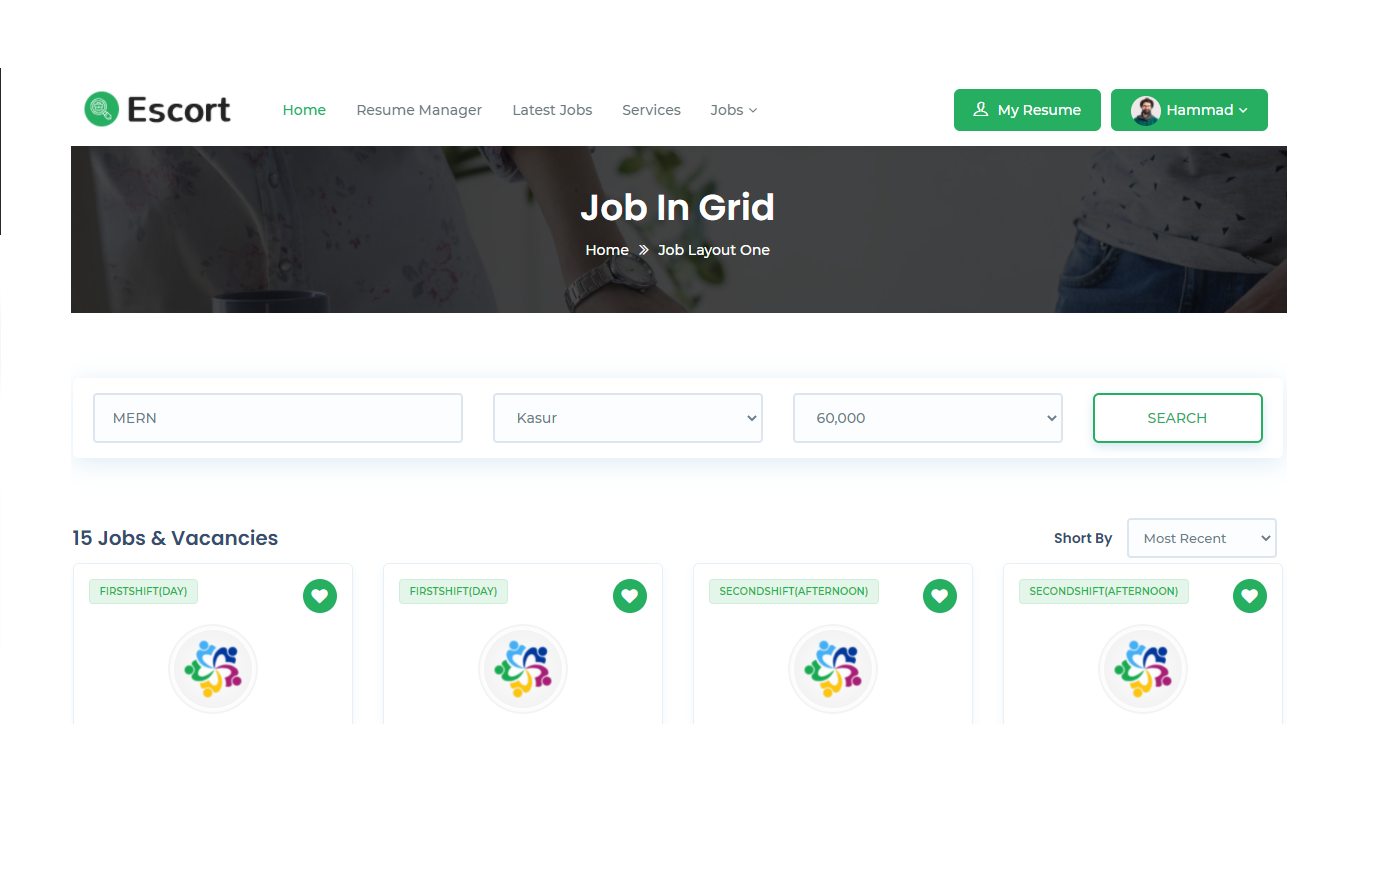 Escort
Home Resume Manager Latest Jobs Services Jobs
My Resume
Hammad
Job In Grid
Home » Job Layout One
MERN
Kasur
60,000
SEARCH
15 Jobs & Vacancies
Short By
Most Recent
FIRSTSHIFT(DAY)
FIRSTSHIFT(DAY)
SECONDSHIFT(AFTERNOON)
SECONDSHIFT(AFTERNOON)